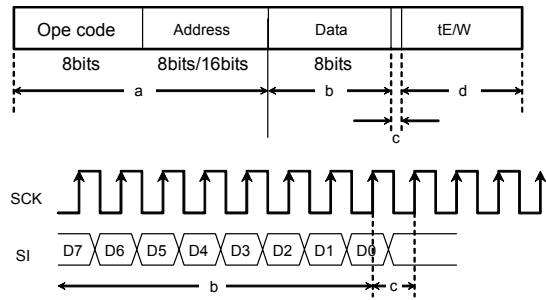 Ope code Address Data tE/W
8bits 8bits/16bits 8bits
a b d
c
SCK
SI D7 D6 D5 D4 D3 D2 D1 D0
b c